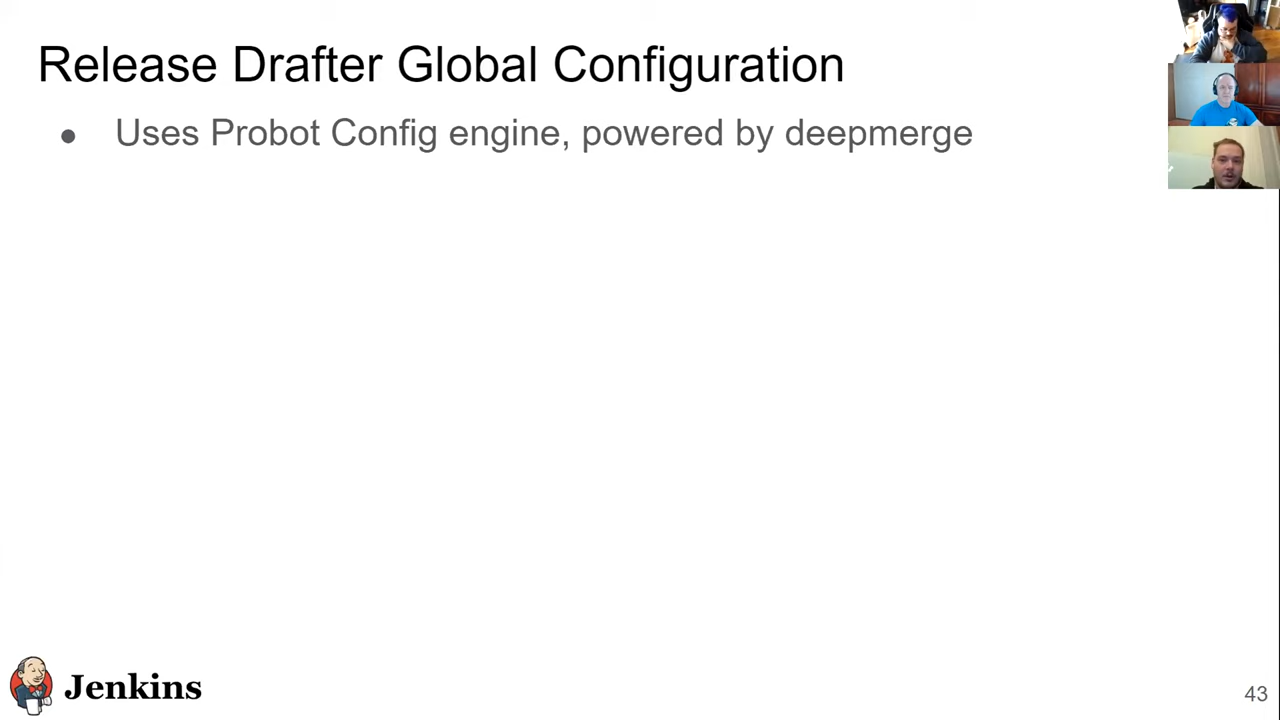 Release Drafter Global Configuration
● Uses Probot Config engine, powered by deepmerge
Jenkins
43